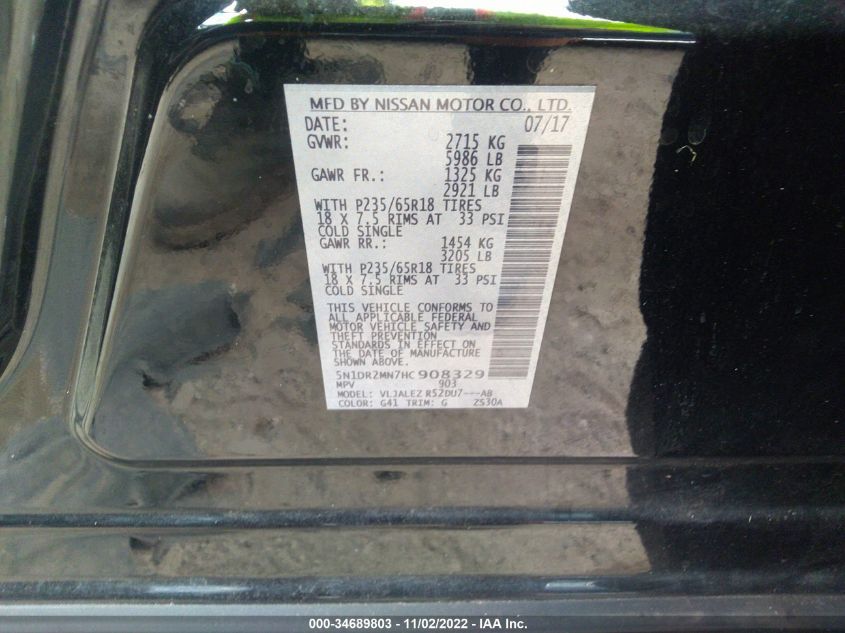 MFD BY NISSAN MOTOR CO., LTD.
DATE: 07/17
GVWR: 2715 KG
5986 LB
GAWR FR.: 1325 KG
2921 LB
WITH P235/65R18 TIRES
18 X 7.5 RIMS AT 33 PSI
COLD SINGLE
GAWR RR.: 1454 KG
3205 LB
WITH P235/65R18 TIRES
18 X 7.5 RIMS AT 33 PSI
COLD SINGLE
THIS VEHICLE CONFORMS TO
ALL APPLICABLE FEDERAL
MOTOR VEHICLE SAFETY AND
THEFT PREVENTION
STANDARDS IN EFFECT ON
THE DATE OF MANUFACTURE
SHOWN ABOVE.
5N1DR2MN7HC908329
MPV 903
MODEL: VLJALEZ R52DU7---AB
COLOR: G41 TRIM: G ZS30A
000-34689803 - 11/02/2022 - IAA Inc.